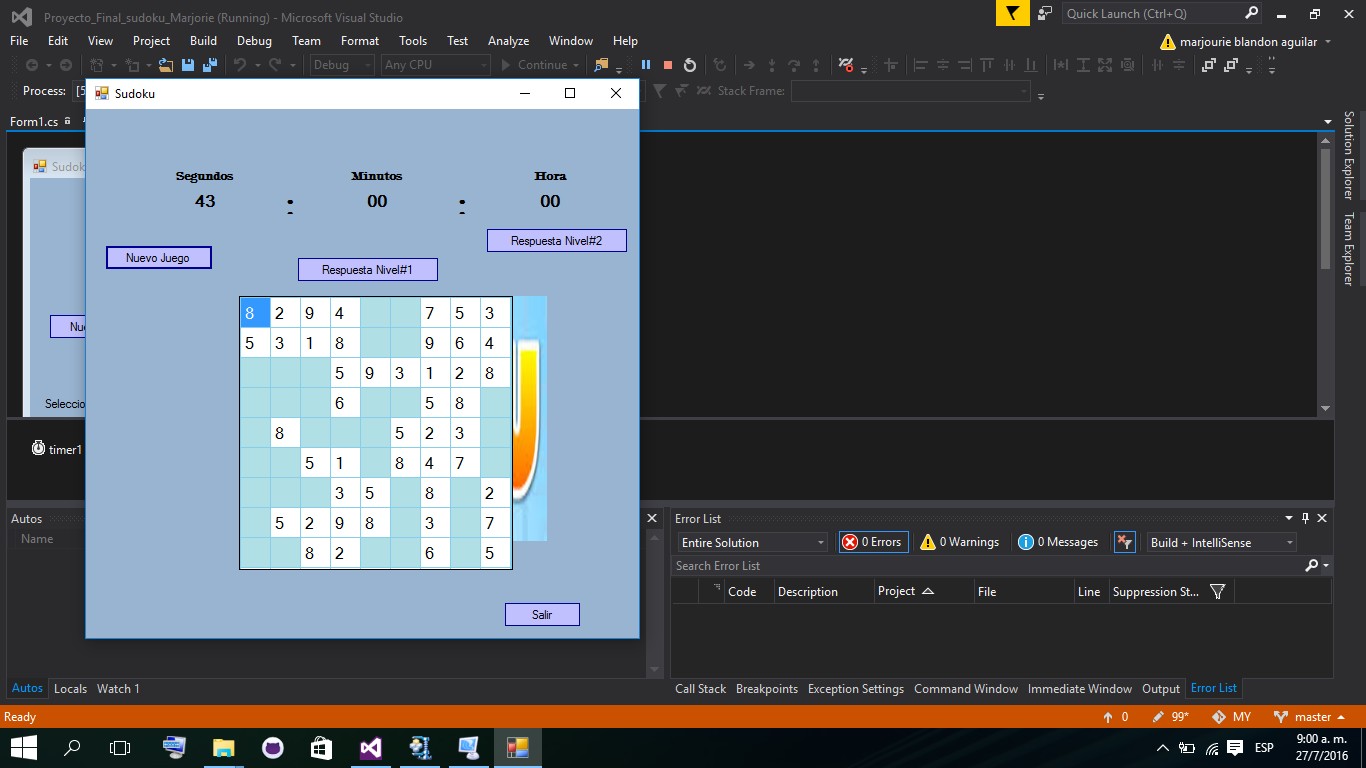 Proyecto_Final_sudoku_Marjorie (Running) - Microsoft Visual Studio
Quick Launch (Ctrl+Q)
File Edit View Project Build Debug Team Format Tools Test Analyze Window Help
marjourie blandon aguilar
Debug Any CPU Continue
Process: [5
Stack Frame:
Sudoku
Form1.cs
Sudok
Segundos Minutos Hora
43 : 00 : 00
Respuesta Nivel#2
Nuevo Juego
Respuesta Nivel#1
Nu
Seleccio
timer1
8 2 9 4 7 5 3
5 3 1 8 9 6 4
5 9 3 1 2 8
6 5 8
8 5 2 3
5 1 8 4 7
3 5 8 2
5 2 9 8 3 7
8 2 6 5
Salir
Solution Explorer
Team Explorer
Autos
Name
Error List
Entire Solution 0 Errors 0 Warnings 0 Messages Build + IntelliSense
Search Error List
Code Description Project File Line Suppression St...
Autos Locals Watch 1
Call Stack Breakpoints Exception Settings Command Window Immediate Window Output Error List
Ready
0 99* MY master
ESP
9:00 a. m.
27/7/2016